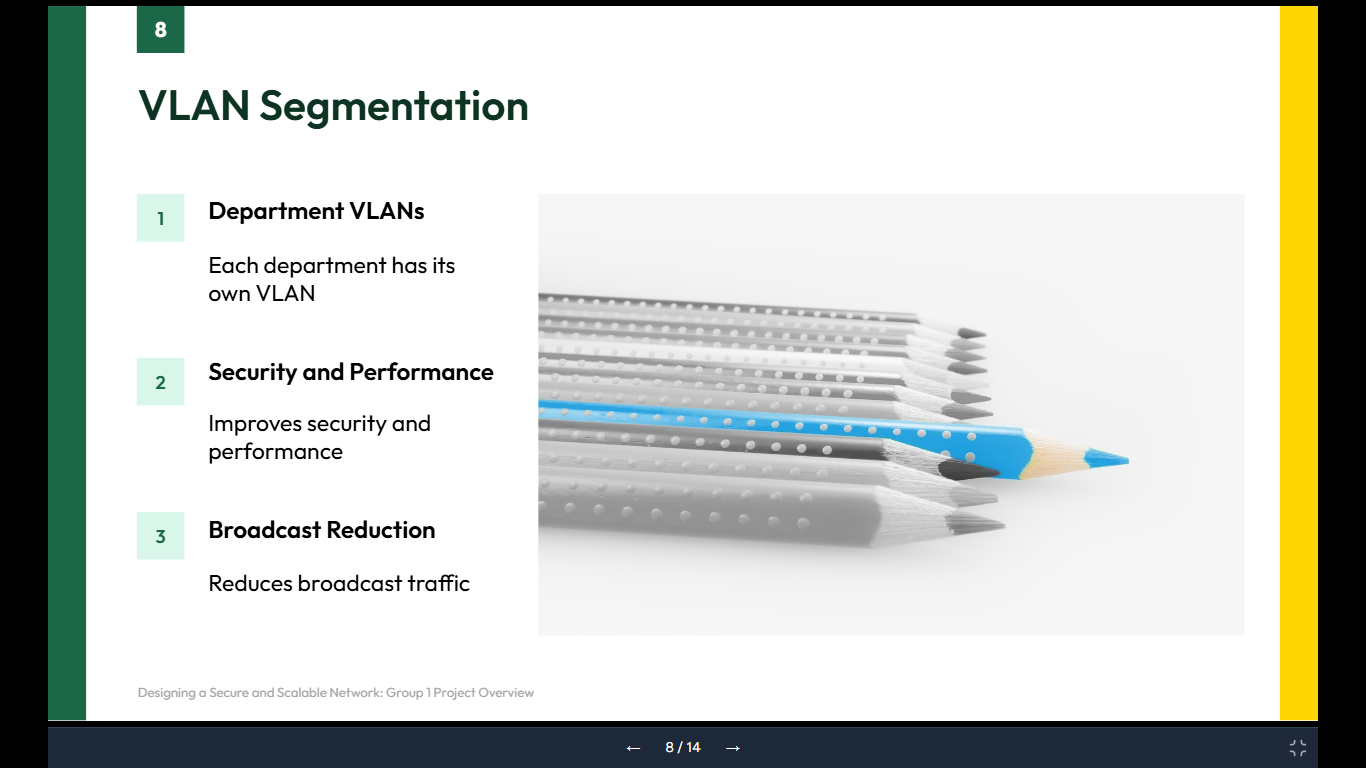 8
VLAN Segmentation
1
Department VLANs
Each department has its
own VLAN
2
Security and Performance
Improves security and
performance
3
Broadcast Reduction
Reduces broadcast traffic
Designing a Secure and Scalable Network: Group 1 Project Overview
← 8 / 14 →